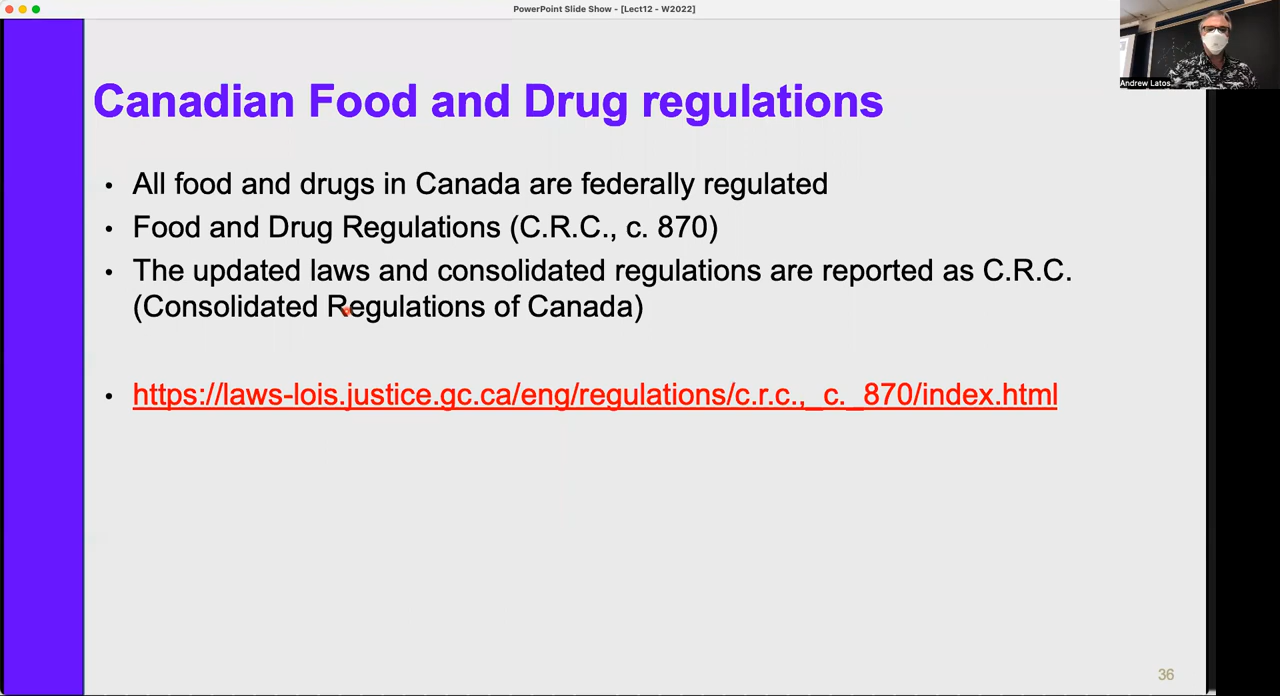 PowerPoint Slide Show - [Lect12 - W2022]
Andrew Latos
Canadian Food and Drug regulations
• All food and drugs in Canada are federally regulated
• Food and Drug Regulations (C.R.C., c. 870)
• The updated laws and consolidated regulations are reported as C.R.C.
(Consolidated Regulations of Canada)
• https://laws-lois.justice.gc.ca/eng/regulations/c.r.c.,_c._870/index.html
36